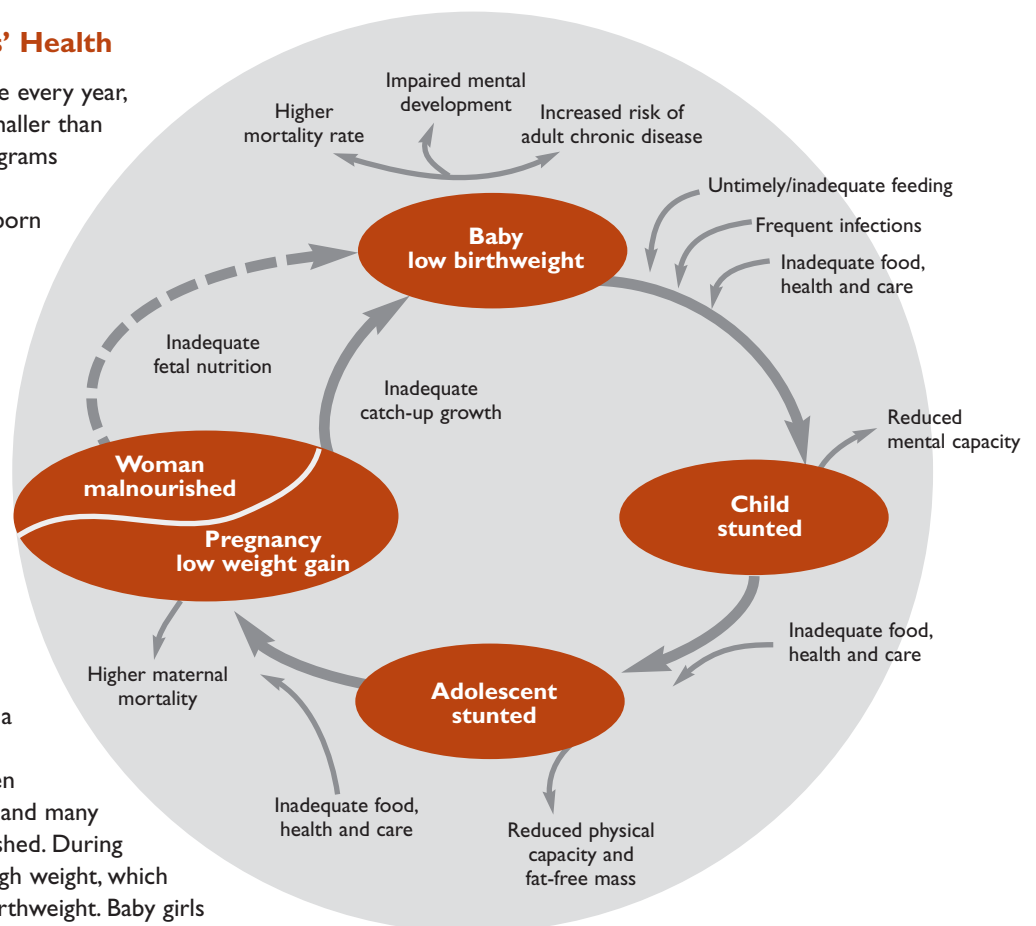 s’ Health
e every year,
maller than
grams
born
Impaired mental
development
Higher
mortality rate
Increased risk of
adult chronic disease
Untimely/inadequate feeding
Frequent infections
Inadequate food,
health and care
Baby
low birthweight
Inadequate
fetal nutrition
Inadequate
catch-up growth
Reduced
mental capacity
Woman
malnourished
Pregnancy
low weight gain
Child
stunted
Inadequate food,
health and care
Higher maternal
mortality
Adolescent
stunted
Inadequate food,
health and care
Reduced physical
capacity and
fat-free mass
a
en
and many
shed. During
gh weight, which
rthweight. Baby girls